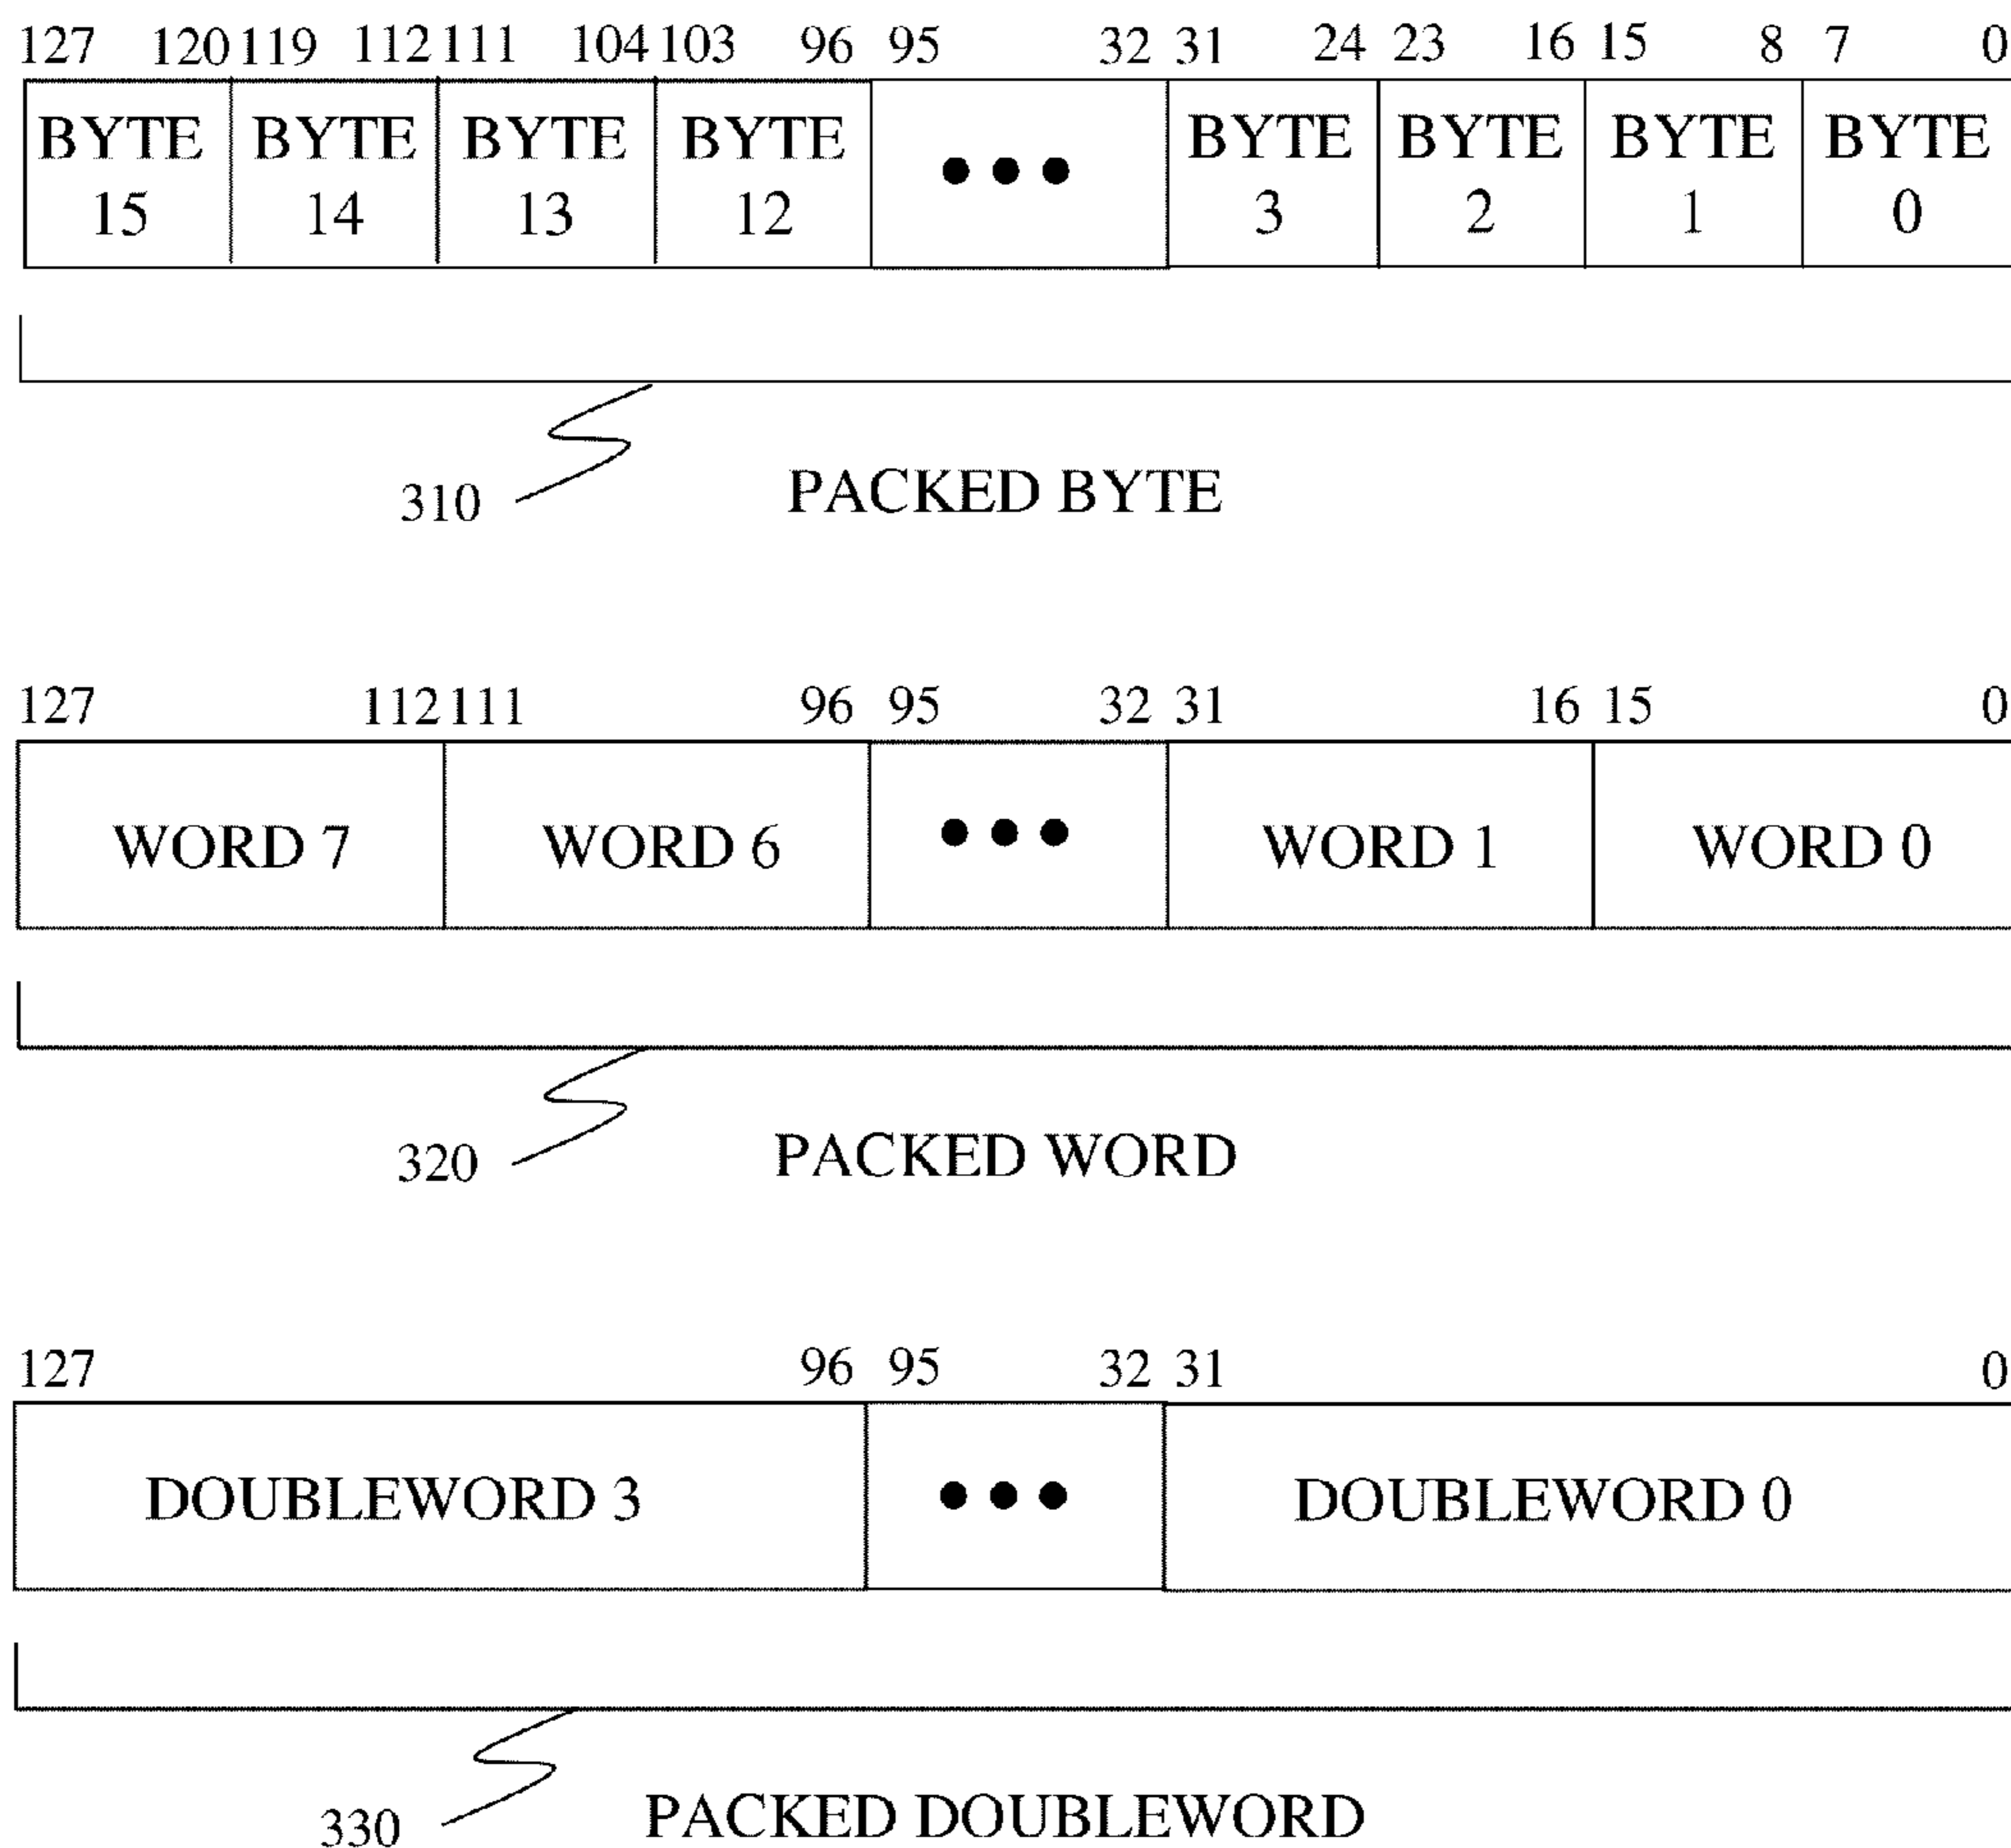 127 120 119 112 111 104 103 96 95 32 31 24 23 16 15 8 7 0
BYTE BYTE BYTE BYTE BYTE BYTE BYTE BYTE
15 14 13 12 ••• 3 2 1 0
310 PACKED BYTE
127 112 111 96 95 32 31 16 15 0
WORD 7 WORD 6 ••• WORD 1 WORD 0
320 PACKED WORD
127 96 95 32 31 0
DOUBLEWORD 3 ••• DOUBLEWORD 0
330 PACKED DOUBLEWORD